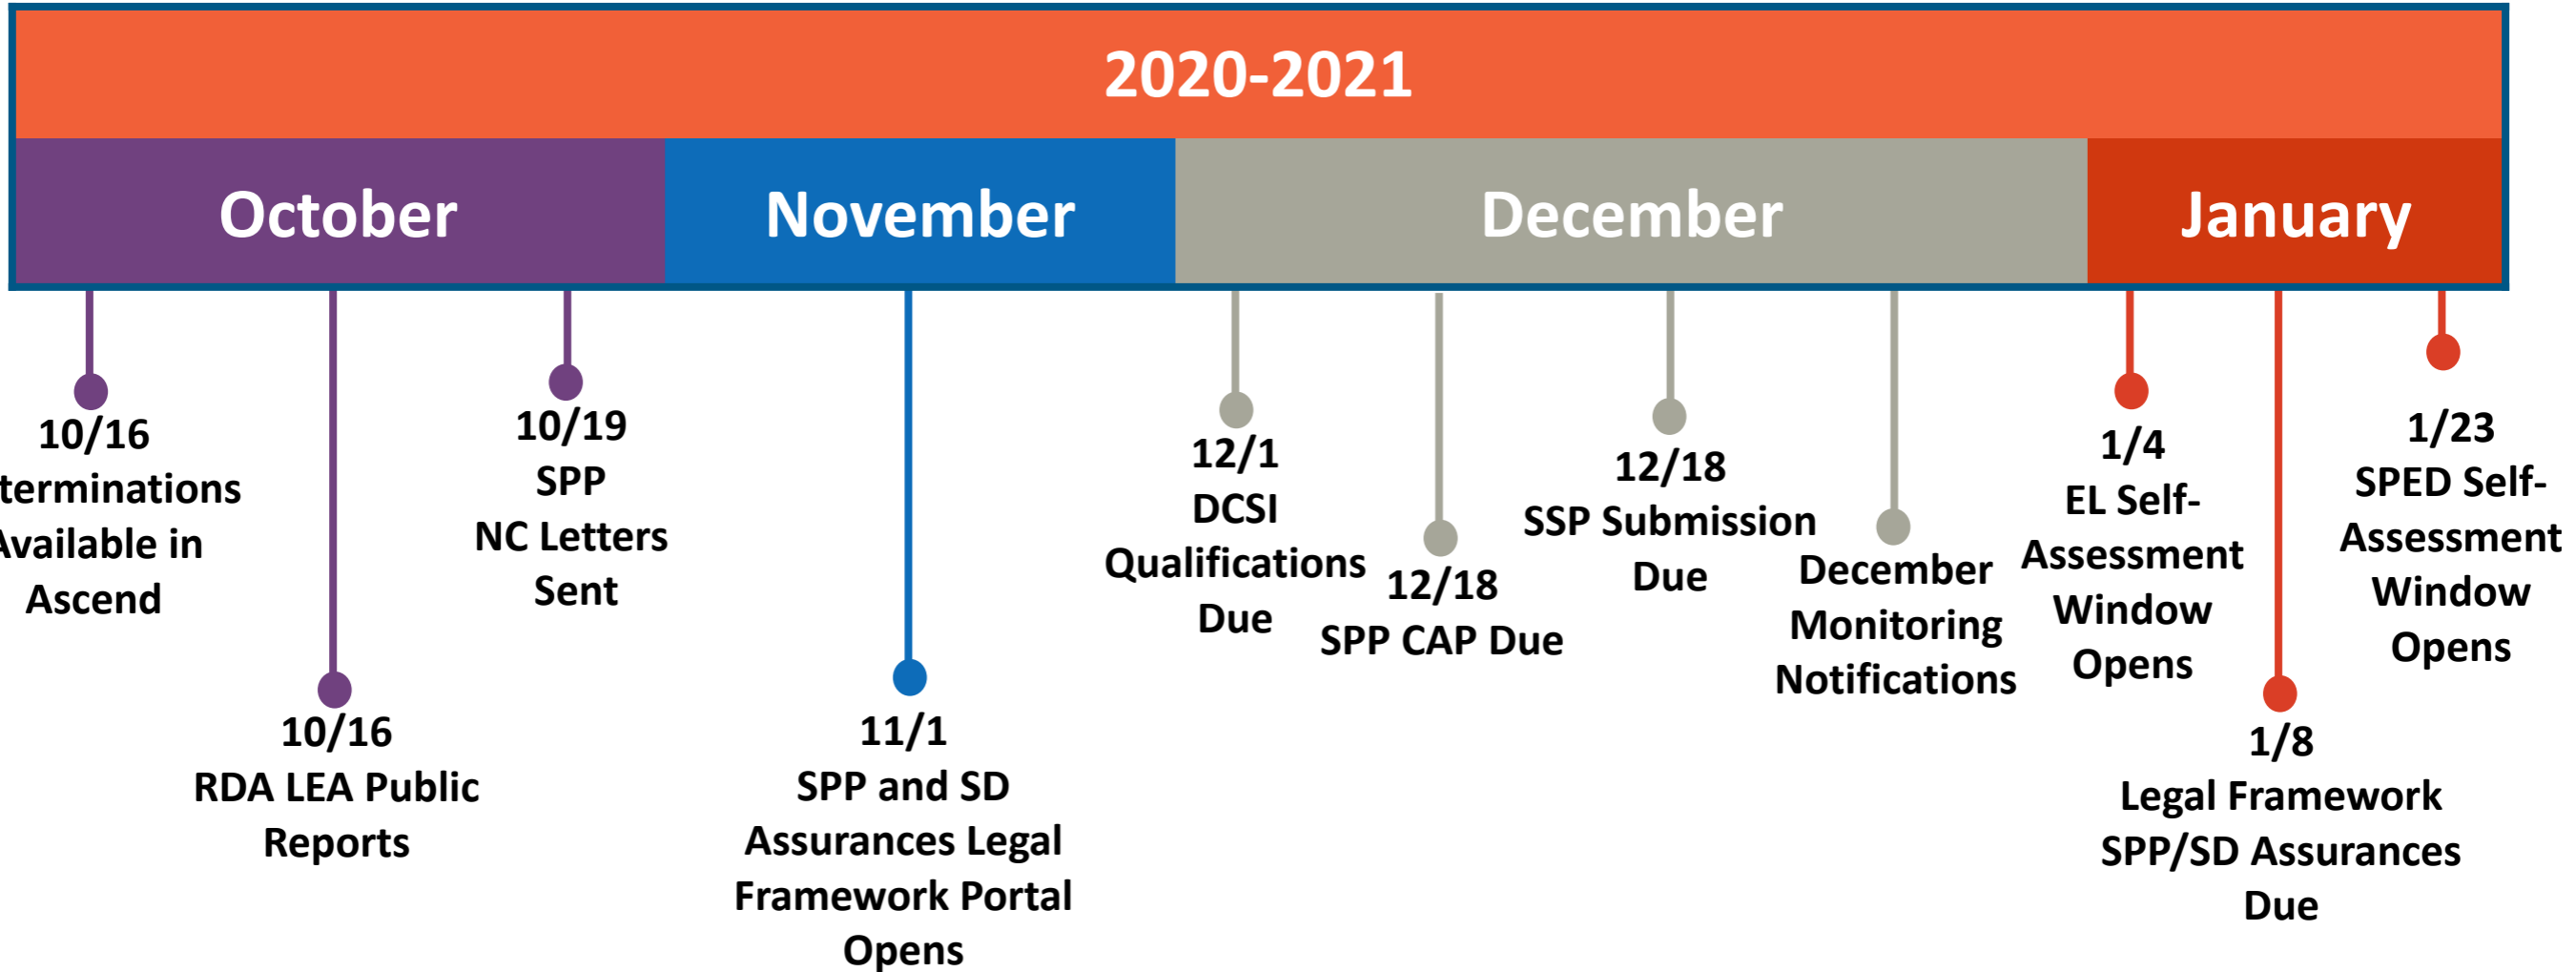 2020-2021
October
November
December
January
10/16
terminations
Available in
Ascend
10/16
RDA LEA Public
Reports
10/19
SPP
NC Letters
Sent
11/1
SPP and SD
Assurances Legal
Framework Portal
Opens
12/1
DCSI
Qualifications
Due
12/18
SPP CAP Due
12/18
SSP Submission
Due
December
Monitoring
Notifications
1/4
EL Self-
Assessment
Window
Opens
1/8
Legal Framework
SPP/SD Assurances
Due
1/23
SPED Self-
Assessment
Window
Opens